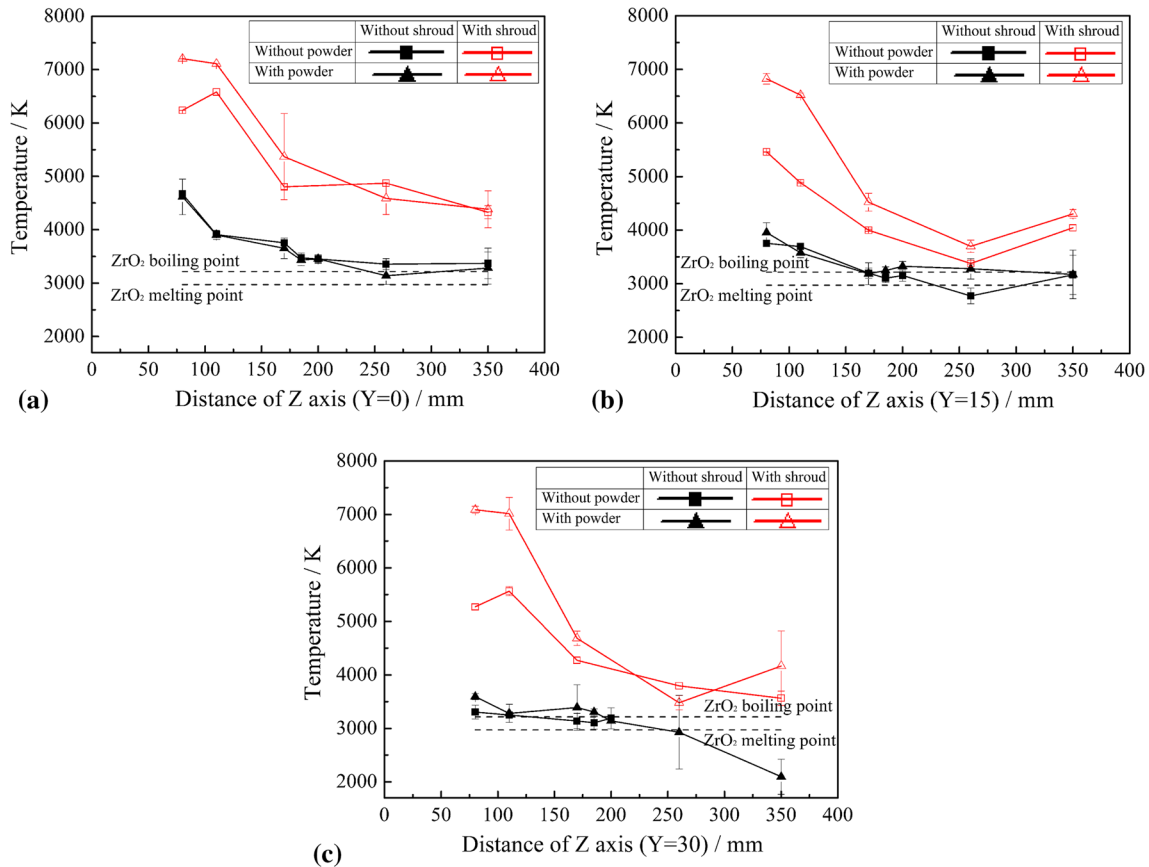 8000
7000
6000
5000
4000
3000
2000
Temperature / K
Without shroud With shroud
Without powder
With powder
ZrO₂ boiling point
ZrO₂ melting point
0 50 100 150 200 250 300 350 400
(a) Distance of Z axis (Y=0) / mm
8000
7000
6000
5000
4000
3000
2000
Temperature / K
Without shroud With shroud
Without powder
With powder
ZrO₂ boiling point
ZrO₂ melting point
0 50 100 150 200 250 300 350 400
(b) Distance of Z axis (Y=15) / mm
8000
7000
6000
5000
4000
3000
2000
Temperature / K
Without shroud With shroud
Without powder
With powder
ZrO₂ boiling point
ZrO₂ melting point
0 50 100 150 200 250 300 350 400
(c) Distance of Z axis (Y=30) / mm